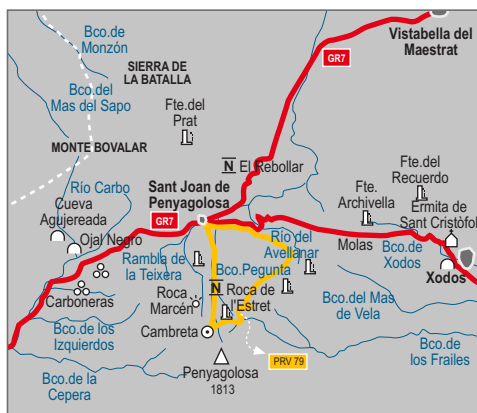 Bco.de
Monzón
Vistabella del
Maestrat
GR7
SIERRA DE
LA BATALLA
Bco.del
Mas del Sapo
Fte.del
Prat
MONTE BOVALAR
N El Rebollar
Fte.del
Recuerdo
Río Carbo
Sant Joan de
Penyagolosa
Fte.
Archivella
Ermita de
Sant Cristòfol
Cueva
Agujereada
GR7
Ojal Negro
Río del
Avellanar
Molas
Bco.de
Xodos
Rambla de
la Teixera
Bco.Pegunta
Xodos
Carboneras
Roca
Marcén
N Roca de
l'Estret
Bco.del Mas
de Vela
Bco.de los
Izquierdos
Cambreta
Bco.de
los Frailes
Bco.de la
Cepera
Penyagolosa
1813
PRV 79